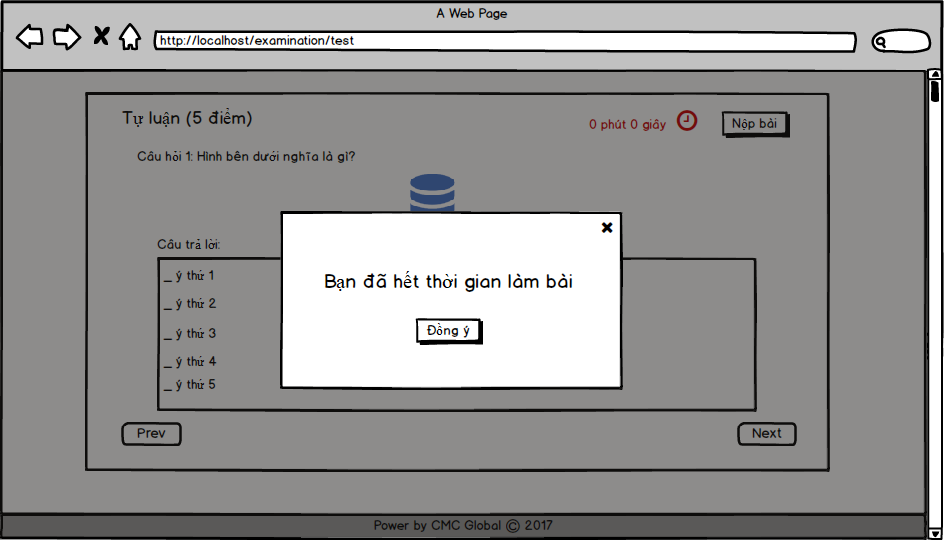 A Web Page
http://localhost/examination/test
Tự luận (5 điểm)
0 phút 0 giây
Nộp bài
Câu hỏi 1: Hình bên dưới nghĩa là gì?
Câu trả lời:
_ ý thứ 1
_ ý thứ 2
_ ý thứ 3
_ ý thứ 4
_ ý thứ 5
Bạn đã hết thời gian làm bài
Đồng ý
Prev
Next
Power by CMC Global © 2017